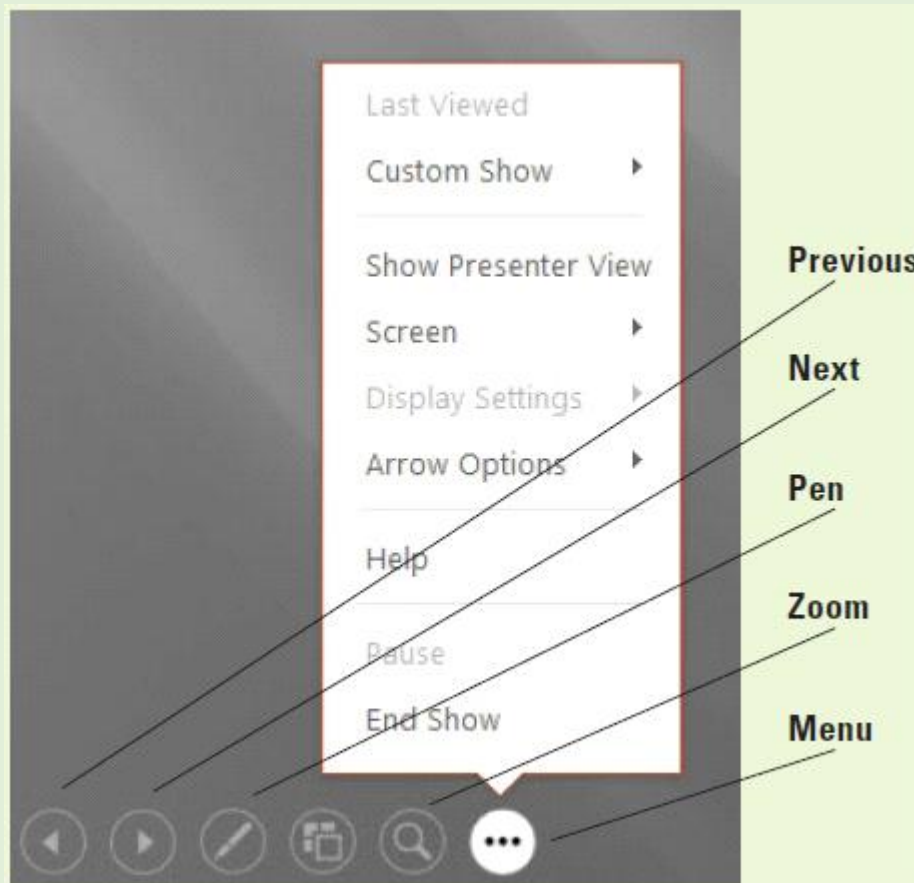 Last Viewed
Custom Show
Show Presenter View
Screen
Display Settings
Arrow Options
Help
Pause
End Show
Previous
Next
Pen
Zoom
Menu